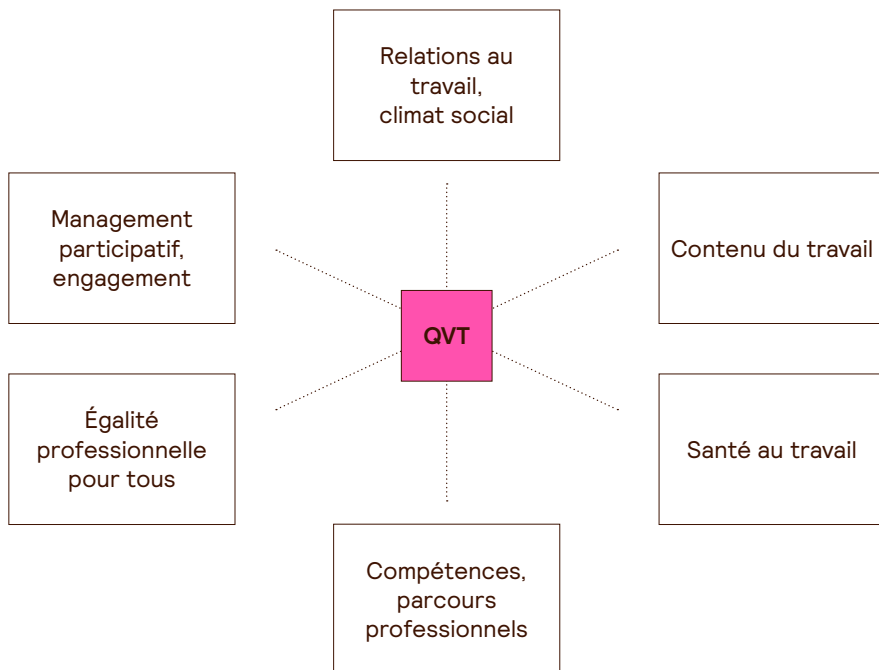 Relations au
travail,
climat social
Management
participatif,
engagement
Contenu du travail
QVT
Égalité
professionnelle
pour tous
Santé au travail
Compétences,
parcours
professionnels